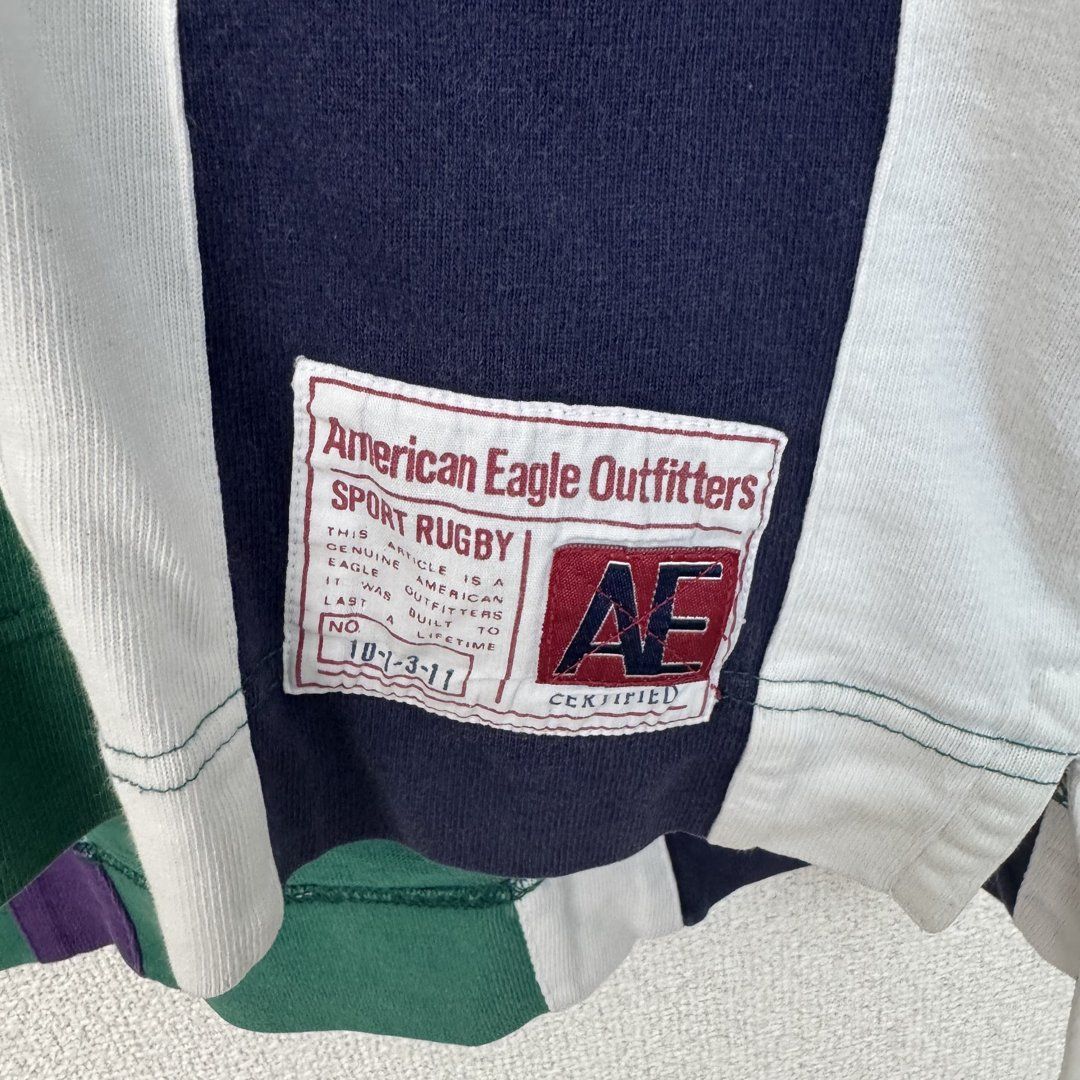 American Eagle Outfitters
SPORT RUGBY
THIS ARTICLE IS A
GENUINE AMERICAN
EAGLE OUTFITTERS
IT WAS BUILT TO
LAST A LIFETIME
NO.
10-1-3-11
AE
CERTIFIED